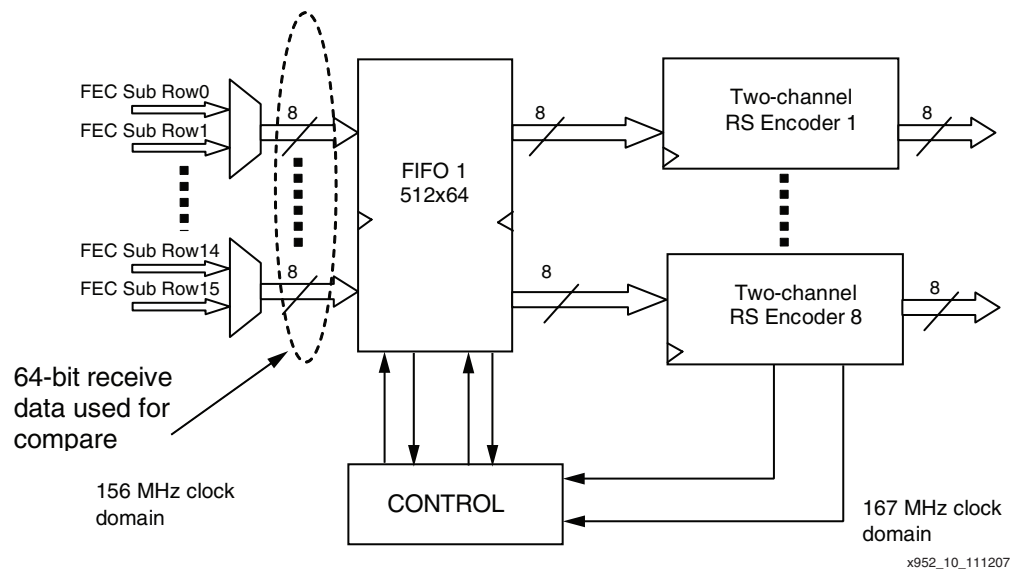 FEC Sub Row0
FEC Sub Row1
8
FEC Sub Row14
FEC Sub Row15
8
64-bit receive
data used for
compare
156 MHz clock
domain
FIFO 1
512x64
8
8
Two-channel
RS Encoder 1
8
Two-channel
RS Encoder 8
8
CONTROL
167 MHz clock
domain
x952_10_111207